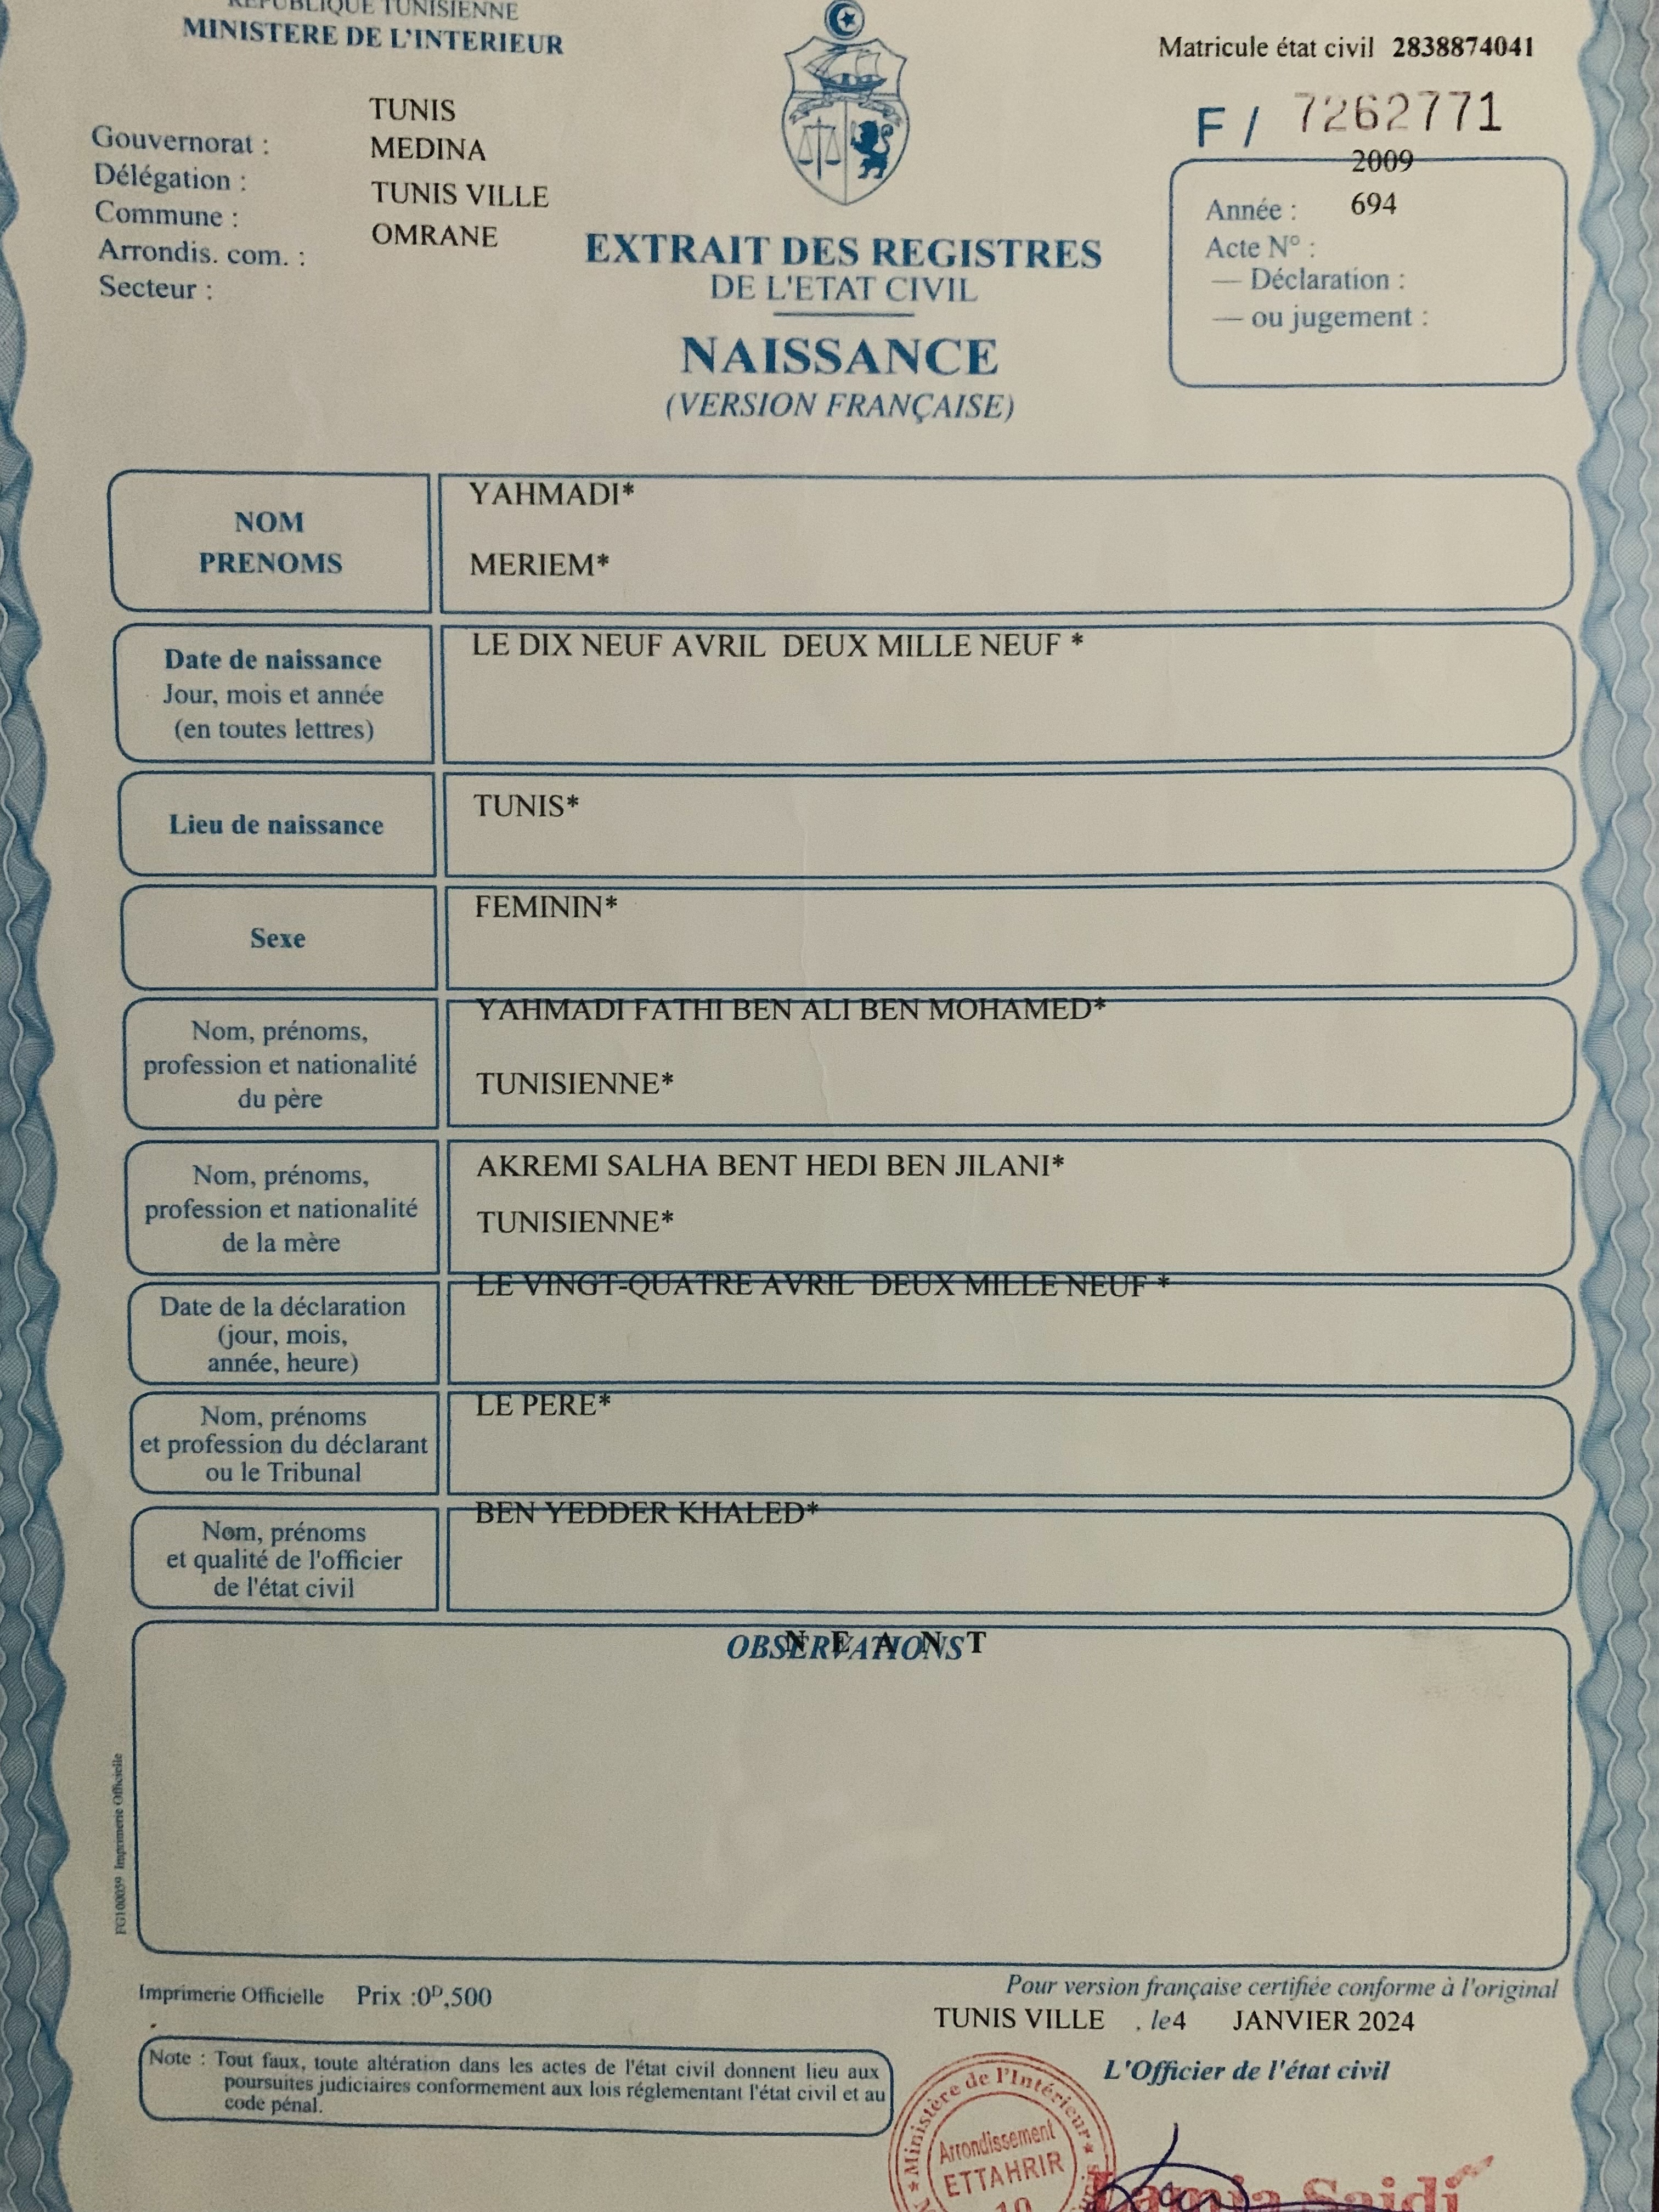 REPUBLIQUE TUNISIENNE
MINISTERE DE L'INTERIEUR
Matricule état civil 2838874041
F / 7262771
Gouvernorat : TUNIS
Délégation : MEDINA
Commune : TUNIS VILLE
Arrondis. com. : OMRANE
Secteur :
2009
Année : 694
Acte N° :
— Déclaration :
— ou jugement :
EXTRAIT DES REGISTRES
DE L'ETAT CIVIL
NAISSANCE
(VERSION FRANÇAISE)
NOM
PRENOMS
YAHMADI*
MERIEM*
Date de naissance
Jour, mois et année
(en toutes lettres)
LE DIX NEUF AVRIL DEUX MILLE NEUF *
Lieu de naissance
TUNIS*
Sexe
FEMININ*
Nom, prénoms,
profession et nationalité
du père
YAHMADI FATHI BEN ALI BEN MOHAMED*
TUNISIENNE*
Nom, prénoms,
profession et nationalité
de la mère
AKREMI SALHA BENT HEDI BEN JILANI*
TUNISIENNE*
Date de la déclaration
(jour, mois,
année, heure)
LE VINGT-QUATRE AVRIL DEUX MILLE NEUF *
Nom, prénoms
et profession du déclarant
ou le Tribunal
LE PERE*
Nom, prénoms
et qualité de l'officier
de l'état civil
BEN YEDDER KHALED*
OBSERVATIONS
N E A N T
FG100059 Imprimerie Officielle
Imprimerie Officielle Prix :0ᴰ,500
Pour version française certifiée conforme à l'original
TUNIS VILLE , le 4 JANVIER 2024
L'Officier de l'état civil
Note : Tout faux, toute altération dans les actes de l'état civil donnent lieu aux
poursuites judiciaires conformement aux lois réglementant l'état civil et au
code pénal.
Ministère de l'Intérieur
Arrondissement
ETTAHRIR
10
Lamia Saidi